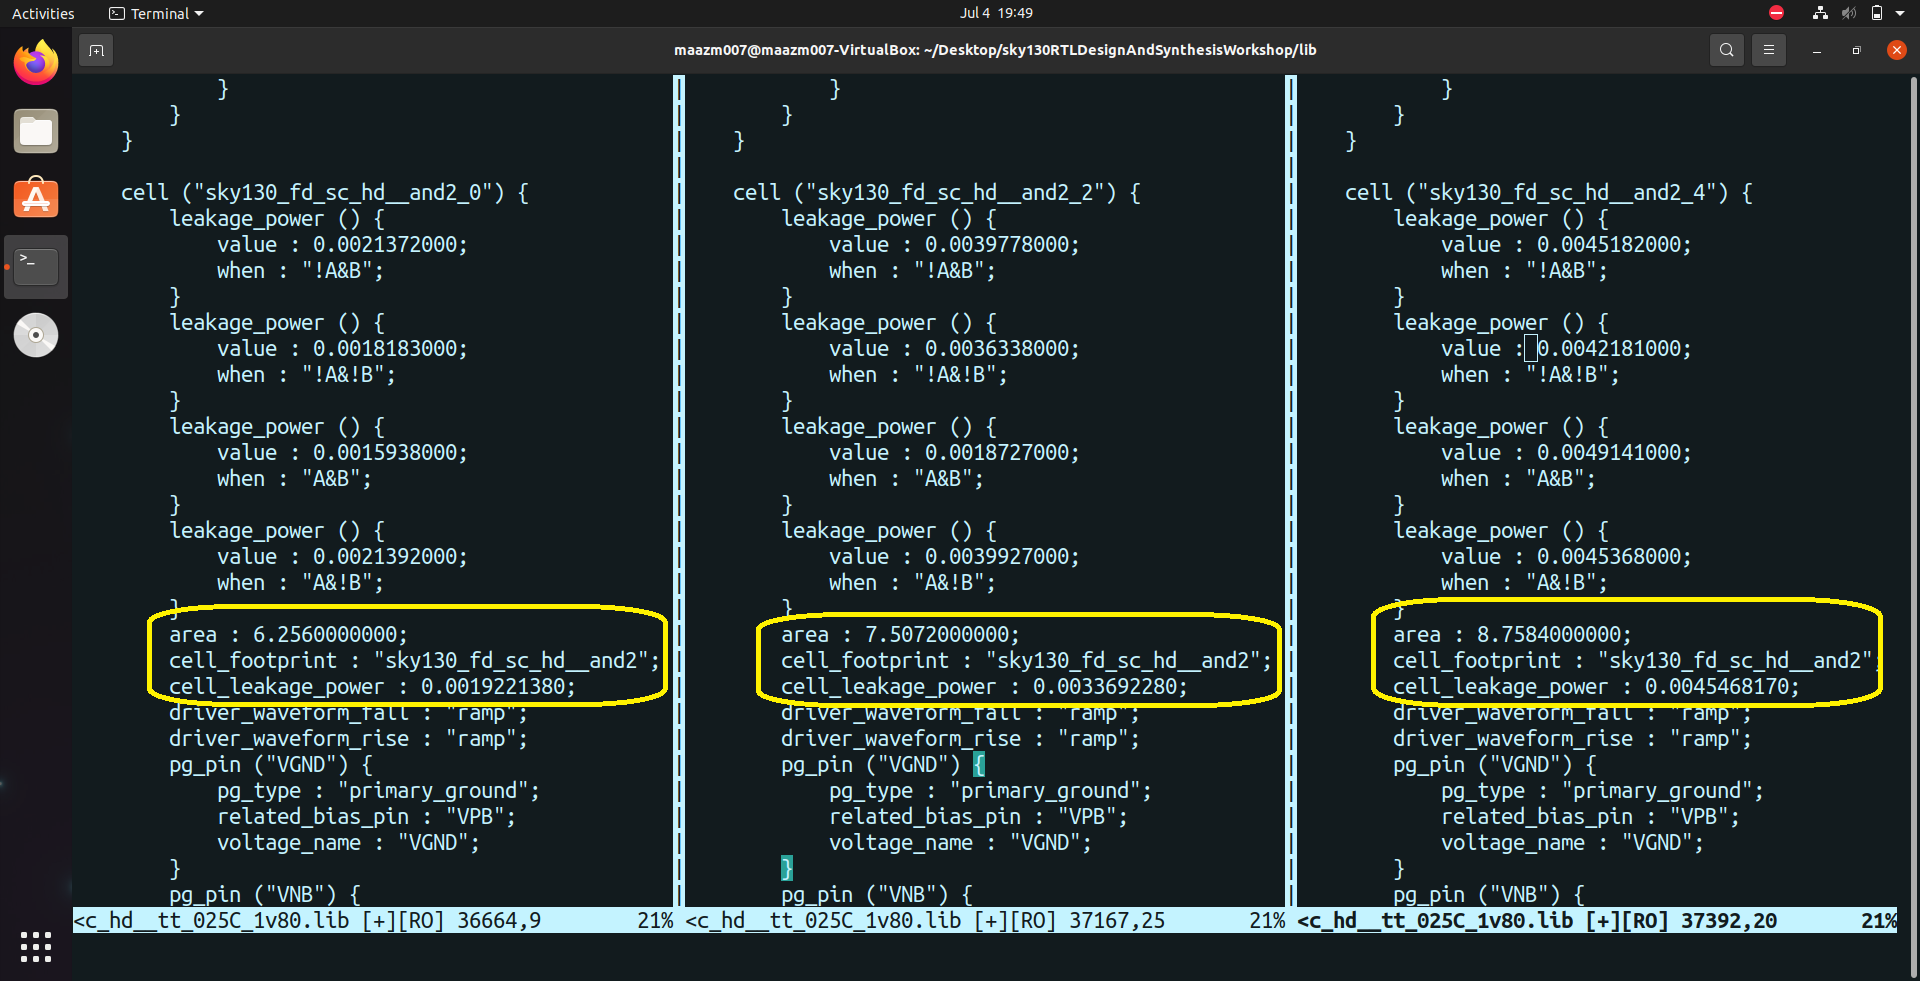 Activities
Terminal
Jul 4 19:49
maazm007@maazm007-VirtualBox: ~/Desktop/sky130RTLDesignAndSynthesisWorkshop/lib
}
}
}
cell ("sky130_fd_sc_hd__and2_0") {
leakage_power () {
value : 0.0021372000;
when : "!A&B";
}
leakage_power () {
value : 0.0018183000;
when : "!A&!B";
}
leakage_power () {
value : 0.0015938000;
when : "A&B";
}
leakage_power () {
value : 0.0021392000;
when : "A&!B";
}
area : 6.2560000000;
cell_footprint : "sky130_fd_sc_hd__and2";
cell_leakage_power : 0.0019221380;
driver_waveform_fall : "ramp";
driver_waveform_rise : "ramp";
pg_pin ("VGND") {
pg_type : "primary_ground";
related_bias_pin : "VPB";
voltage_name : "VGND";
}
pg_pin ("VNB") {
<c_hd__tt_025C_1v80.lib [+][RO] 36664,9 21%
}
}
}
cell ("sky130_fd_sc_hd__and2_2") {
leakage_power () {
value : 0.0039778000;
when : "!A&B";
}
leakage_power () {
value : 0.0036338000;
when : "!A&!B";
}
leakage_power () {
value : 0.0018727000;
when : "A&B";
}
leakage_power () {
value : 0.0039927000;
when : "A&!B";
}
area : 7.5072000000;
cell_footprint : "sky130_fd_sc_hd__and2";
cell_leakage_power : 0.0033692280;
driver_waveform_fall : "ramp";
driver_waveform_rise : "ramp";
pg_pin ("VGND") {
pg_type : "primary_ground";
related_bias_pin : "VPB";
voltage_name : "VGND";
}
pg_pin ("VNB") {
<c_hd__tt_025C_1v80.lib [+][RO] 37167,25 21%
}
}
}
cell ("sky130_fd_sc_hd__and2_4") {
leakage_power () {
value : 0.0045182000;
when : "!A&B";
}
leakage_power () {
value : 0.0042181000;
when : "!A&!B";
}
leakage_power () {
value : 0.0049141000;
when : "A&B";
}
leakage_power () {
value : 0.0045368000;
when : "A&!B";
}
area : 8.7584000000;
cell_footprint : "sky130_fd_sc_hd__and2";
cell_leakage_power : 0.0045468170;
driver_waveform_fall : "ramp";
driver_waveform_rise : "ramp";
pg_pin ("VGND") {
pg_type : "primary_ground";
related_bias_pin : "VPB";
voltage_name : "VGND";
}
pg_pin ("VNB") {
<c_hd__tt_025C_1v80.lib [+][RO] 37392,20 21%